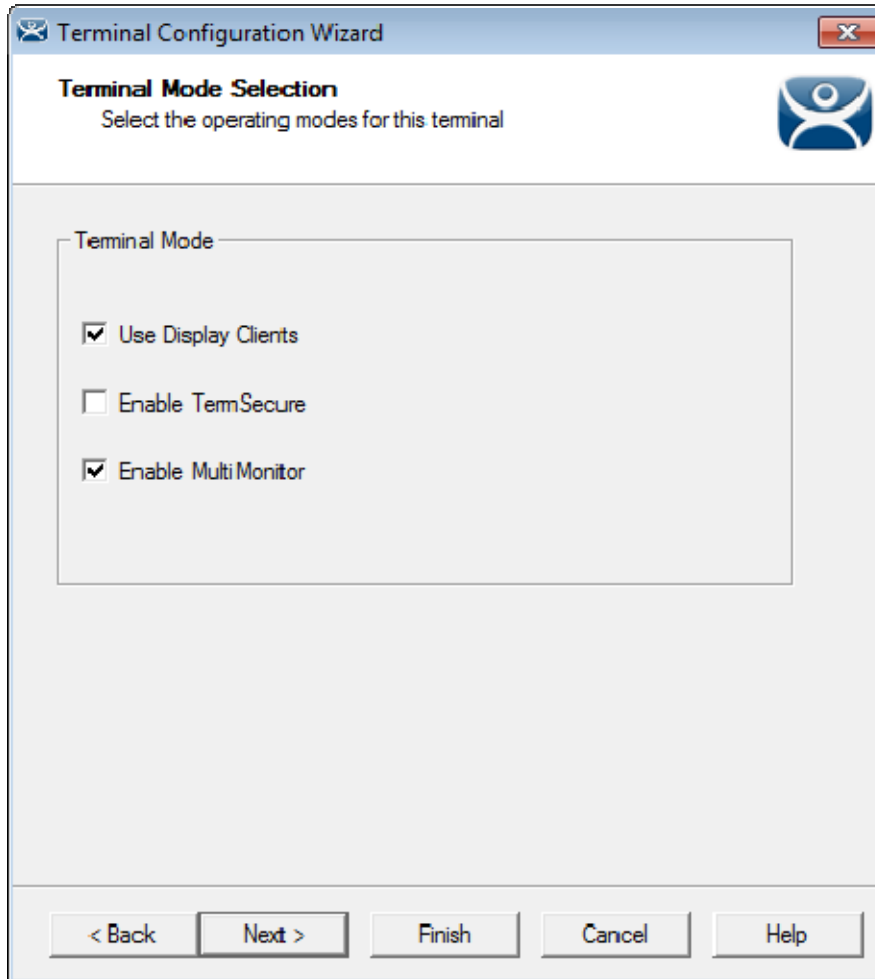 Terminal Configuration Wizard
Terminal Mode Selection
Select the operating modes for this terminal
Terminal Mode
Use Display Clients
Enable TermSecure
Enable MultiMonitor
< Back Next > Finish Cancel Help